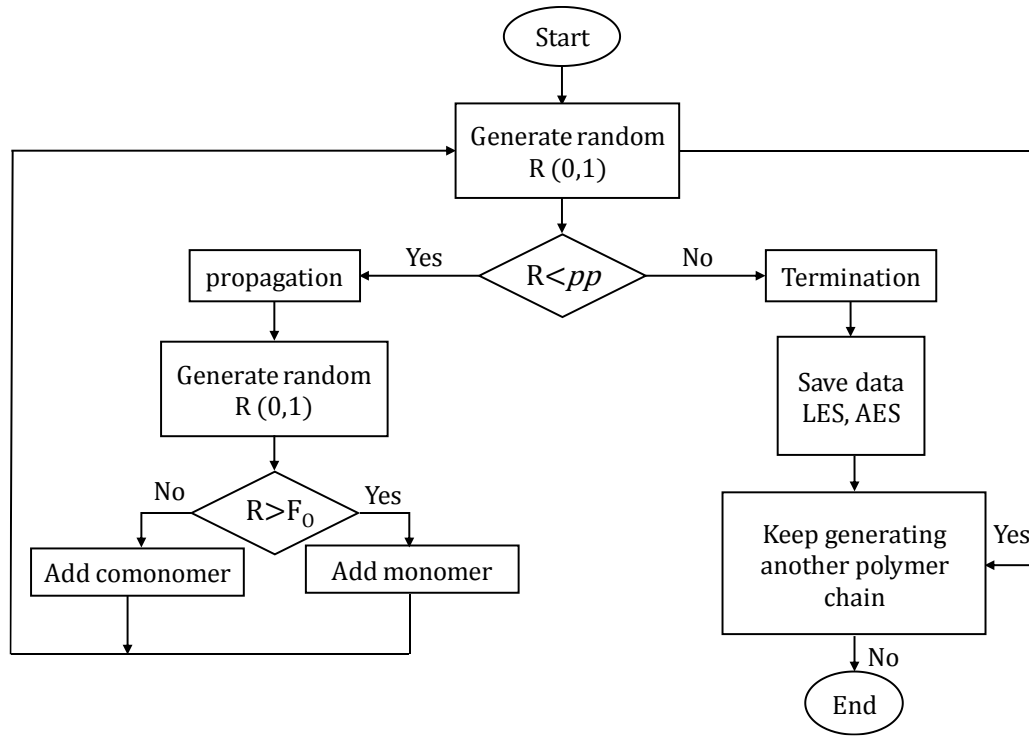 Start
Generate random
R (0,1)
Yes
R<pp
No
propagation
Termination
Generate random
R (0,1)
Save data
LES, AES
No
R>F₀
Yes
Add comonomer
Add monomer
Keep generating
another polymer
chain
Yes
No
End